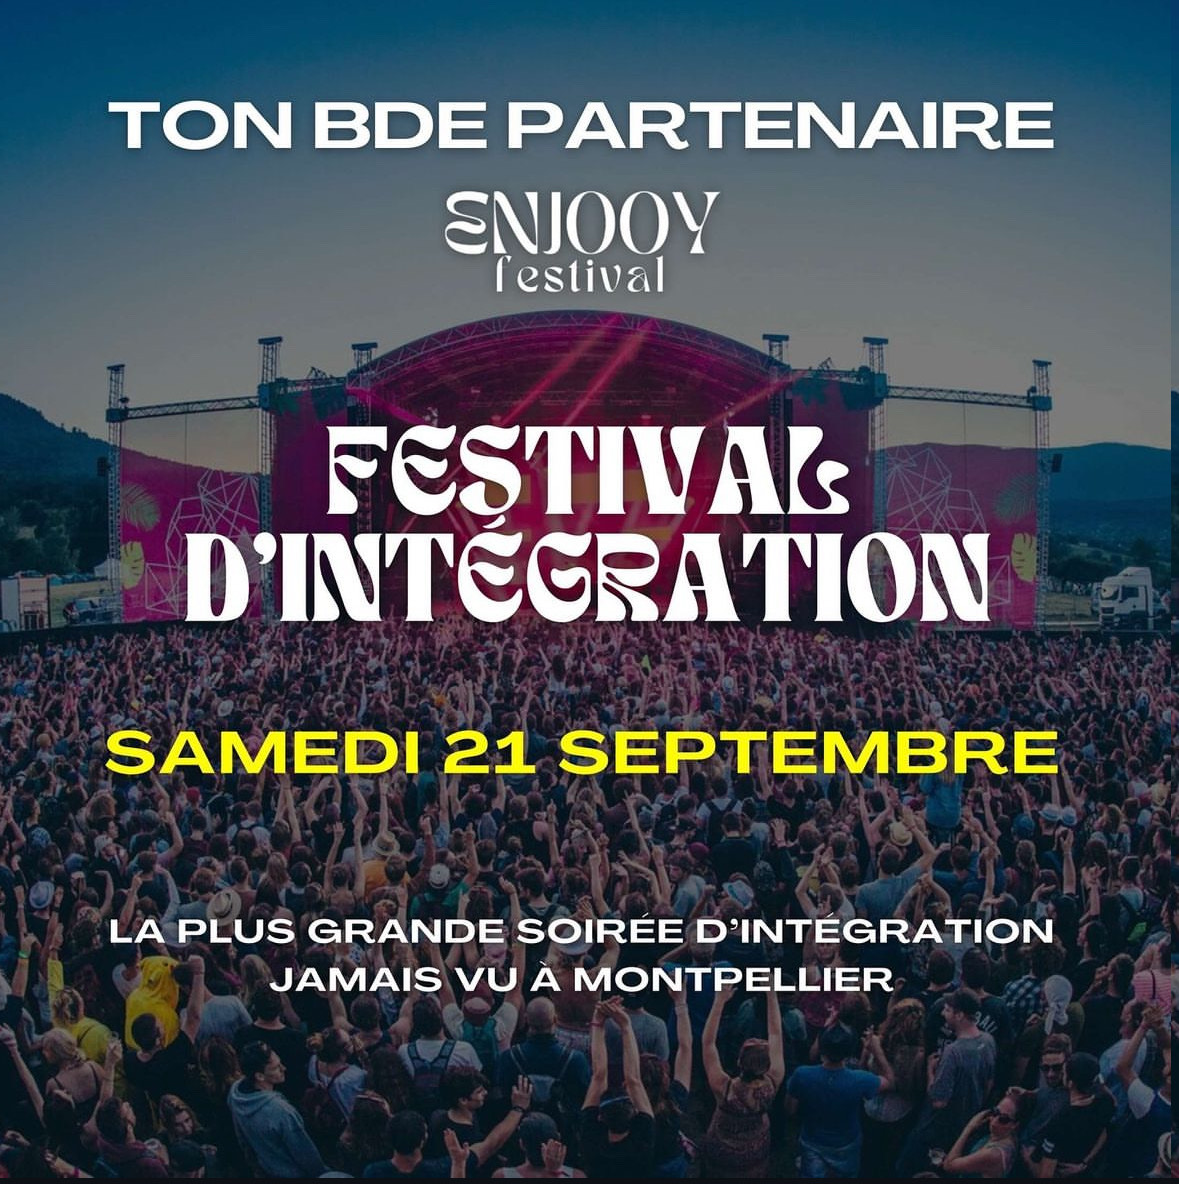 TON BDE PARTENAIRE
ENJOOY
festival
FESTIVAL
D'INTÉGRATION
SAMEDI 21 SEPTEMBRE
LA PLUS GRANDE SOIRÉE D'INTÉGRATION
JAMAIS VU À MONTPELLIER